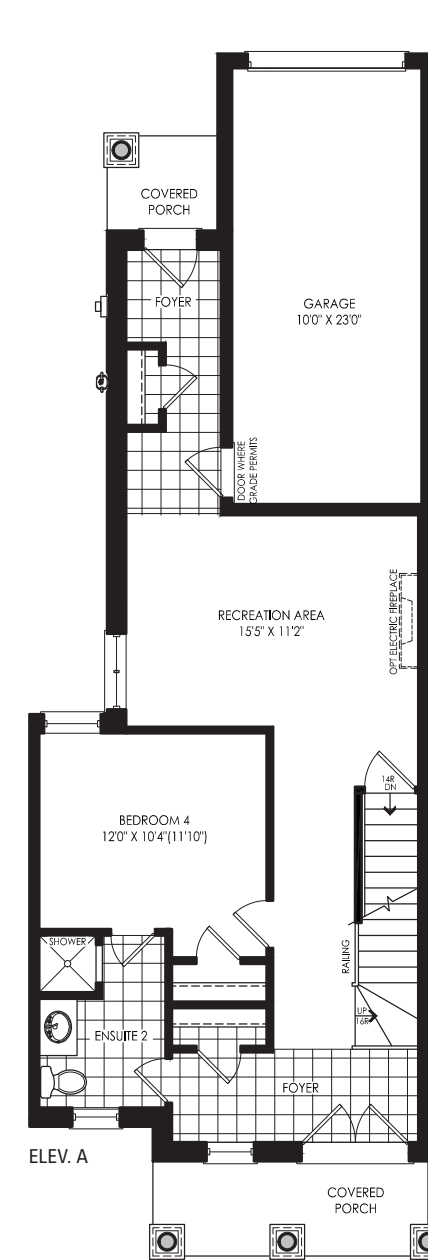 COVERED
PORCH
FOYER
GARAGE
10'0" X 23'0"
DOOR WHERE
GRADE PERMITS
RECREATION AREA
15'5" X 11'2"
OPT ELECTRIC FIREPLACE
14R
DN
BEDROOM 4
12'0" X 10'4"(11'10")
SHOWER
RAILING
UP
16R
ENSUITE 2
FOYER
ELEV. A
COVERED
PORCH